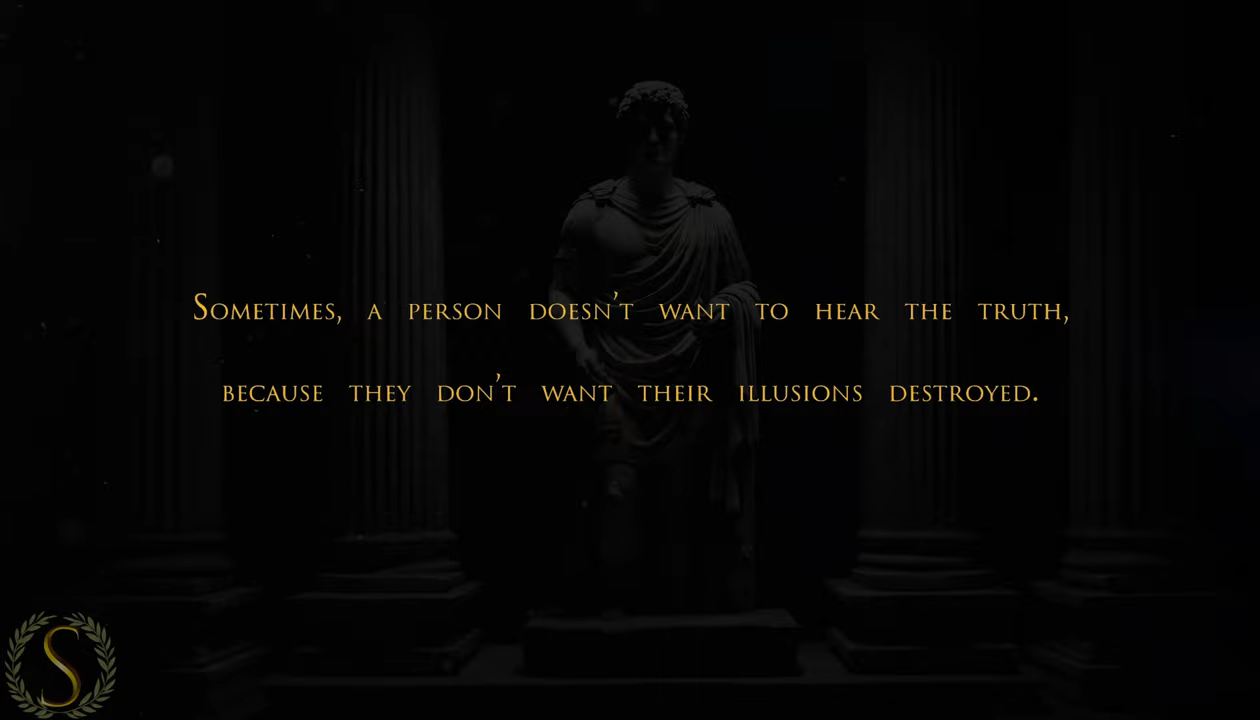 Sometimes, a person doesn't want to hear the truth,
because they don't want their illusions destroyed.
S